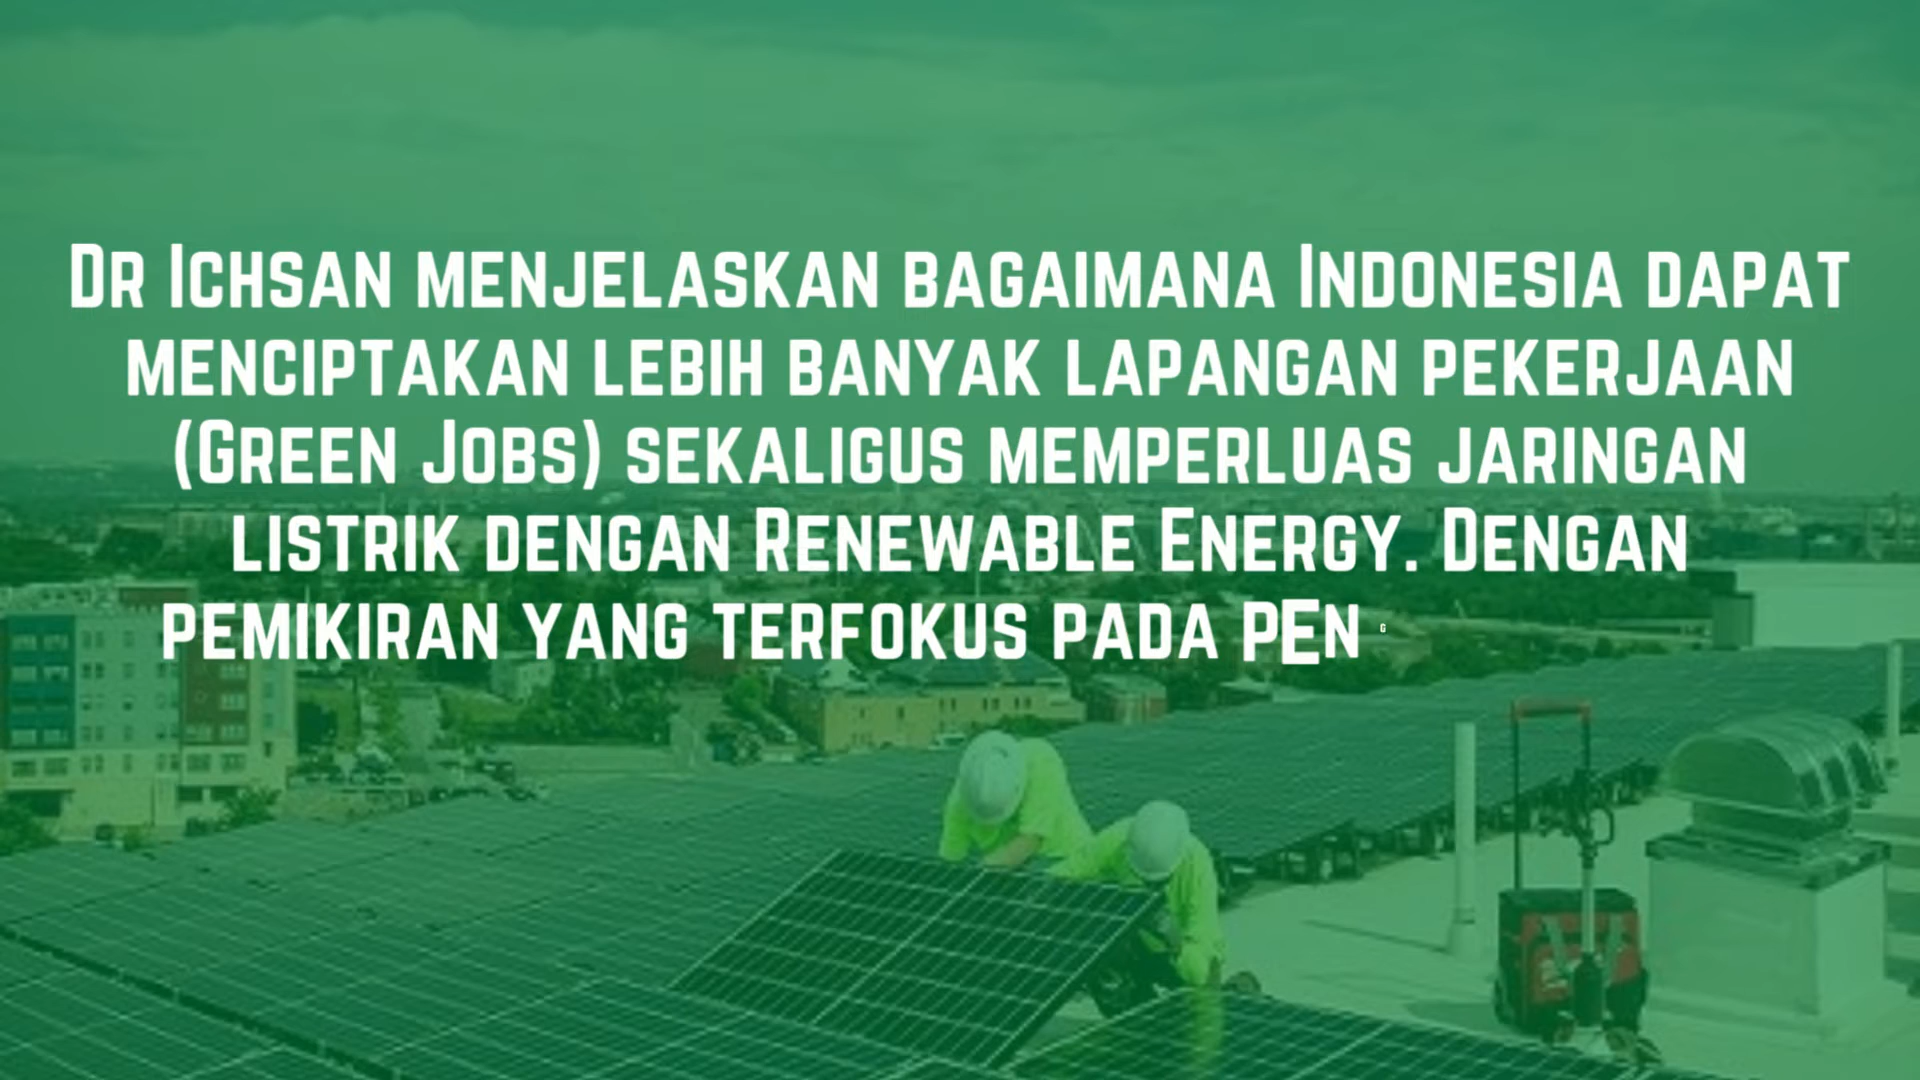 Dr Ichsan menjelaskan bagaimana Indonesia dapat
menciptakan lebih banyak lapangan pekerjaan
(Green Jobs) sekaligus memperluas jaringan
listrik dengan Renewable Energy. Dengan
pemikiran yang terfokus pada peng